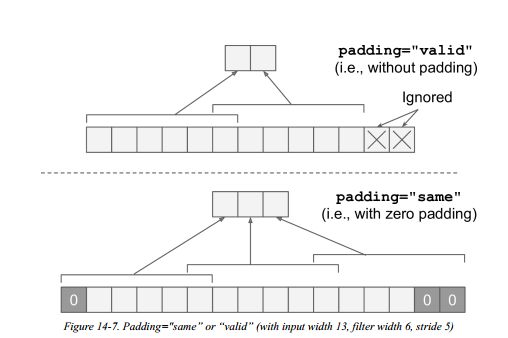 padding="valid"
(i.e., without padding)
Ignored
padding="same"
(i.e., with zero padding)
0 0 0
Figure 14-7. Padding="same” or “valid” (with input width 13, filter width 6, stride 5)